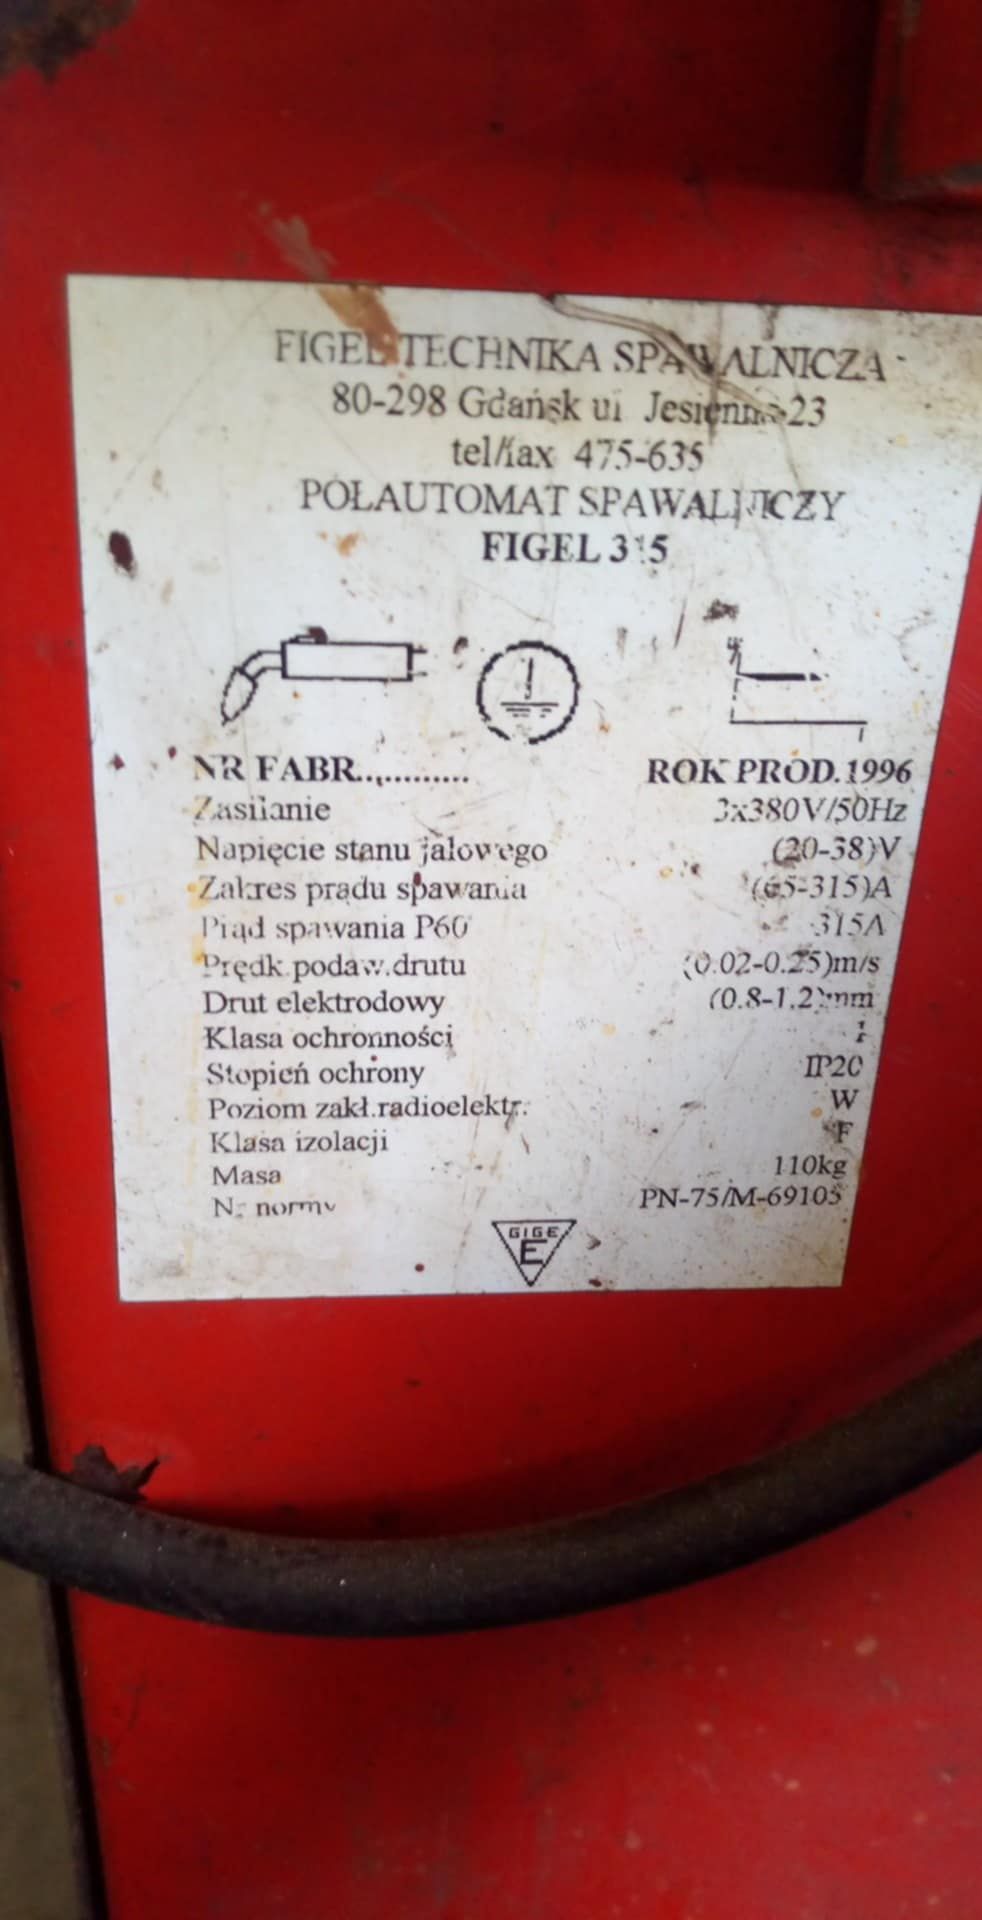 FIGEL TECHNIKA SPAWALNICZA
80-298 Gdańsk ul Jesienna 23
tel/fax 475-635
PÓŁAUTOMAT SPAWALNICZY
FIGEL 315
NR FABR............ ROK PROD.1996
Zasilanie 3x380V/50Hz
Napięcie stanu jałowego (20-38)V
Zakres prądu spawania (65-315)A
Prąd spawania P60 315A
Prędk.podaw.drutu (0.02-0.25)m/s
Drut elektrodowy (0.8-1.2)mm
Klasa ochronności
Stopień ochrony IP20
Poziom zakł.radioelektr. W
Klasa izolacji F
Masa 110kg
Nr normy PN-75/M-69105
GIGE
E